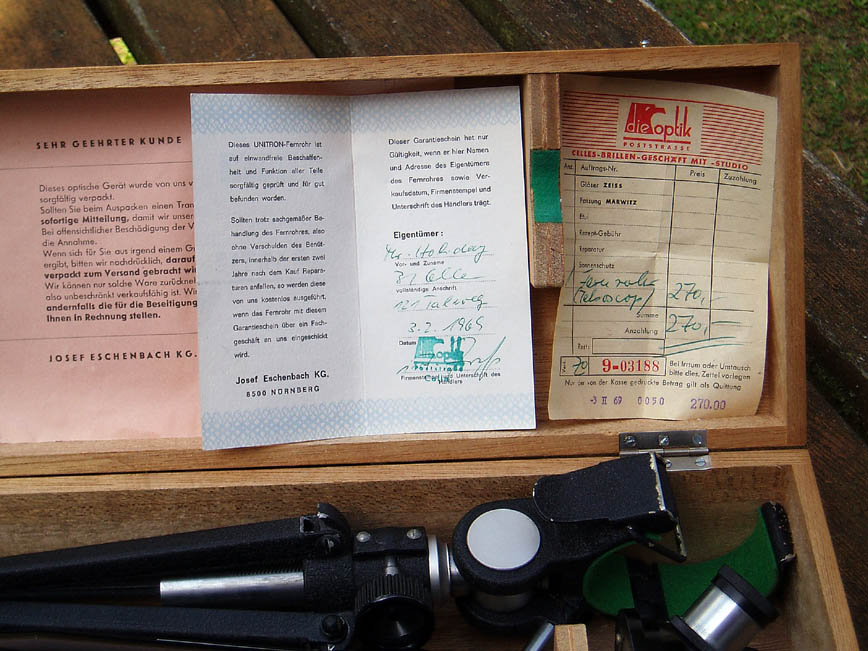 SEHR GEEHRTER KUNDE
Dieses optische Gerät wurde von uns
sorgfältig verpackt.
Sollten Sie beim Auspacken einen
sofortige Mitteilung, damit wir unser
Bei offensichtlicher Beschädigung der
die Annahme.
Wenn sich für Sie aus irgend einem
ergibt, bitten wir nachdrücklich, darauf
verpackt zum Versand gebracht
Wir können nur solche Ware
also unbeschränkt verkaufsfähig ist.
andernfalls die für die Beseitigung
Ihnen in Rechnung stellen.
JOSEF ESCHENBACH KG.
Dieses UNITRON-Fernrohr ist
auf einwandfreie Beschaffen-
heit und Funktion aller Teile
sorgfältig geprüft und für gut
befunden worden.
Sollten trotz sachgemäßer Be-
handlung des Fernrohres, also
ohne Verschulden des Benüt-
zers, innerhalb der ersten zwei
Jahre nach dem Kauf Repara-
turen anfallen, so werden diese
von uns kostenlos ausgeführt,
wenn das Fernrohr mit diesem
Garantieschein über ein Fach-
geschäft an uns eingeschickt
wird.
Josef Eschenbach KG.
8500 NÜRNBERG
Dieser Garantieschein hat nur
Gültigkeit, wenn er hier Namen
und Adresse des Eigentümers
des Fernrohres sowie Ver-
kaufsdatum, Firmenstempel und
Unterschrift des Händlers trägt.
Eigentümer:
Mr. Holiday
Vor- und Zuname
31 Celle
vollständige Anschrift
121 Talweg
3.2.1969
Datum
Celle
Firmenstempel und Unterschrift des
Händlers
die optik
POSTSTRASSE
CELLES-BRILLEN-GESCHÄFT MIT -STUDIO
Anz. Auftrags-Nr. Preis Zuzahlung
Gläser ZEISS
Fassung MARWITZ
Etui
Rezept-Gebühr
Reparatur
Sonnenschutz
270,-
Summe
270,-
Anzahlung
Rest:
70 9-03188 Bei Irrtum oder Umtausch
bitte dies. Zettel vorlegen
Nur der von der Kasse gedruckte Betrag gilt als Quittung
-3 II 69 0050 270.00